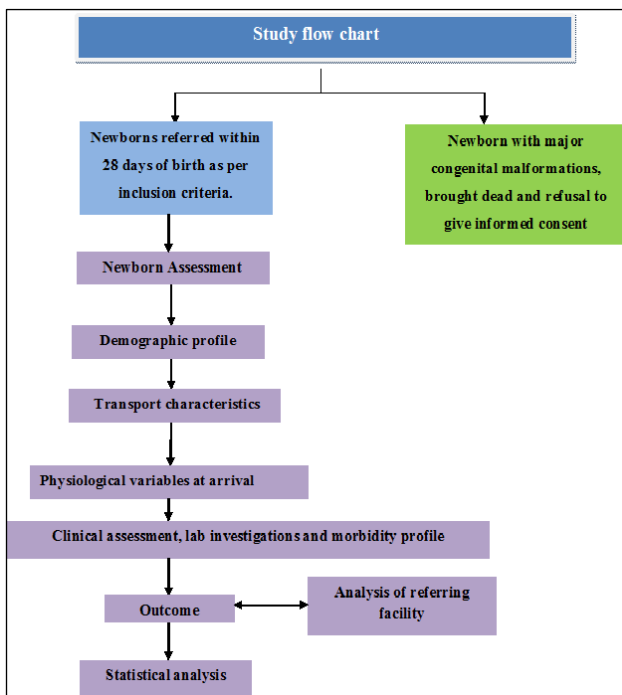 Study flow chart
Newborns referred within
28 days of birth as per
inclusion criteria.
Newborn with major
congenital malformations,
brought dead and refusal to
give informed consent
Newborn Assessment
Demographic profile
Transport characteristics
Physiological variables at arrival
Clinical assessment, lab investigations and morbidity profile
Outcome
Analysis of referring
facility
Statistical analysis